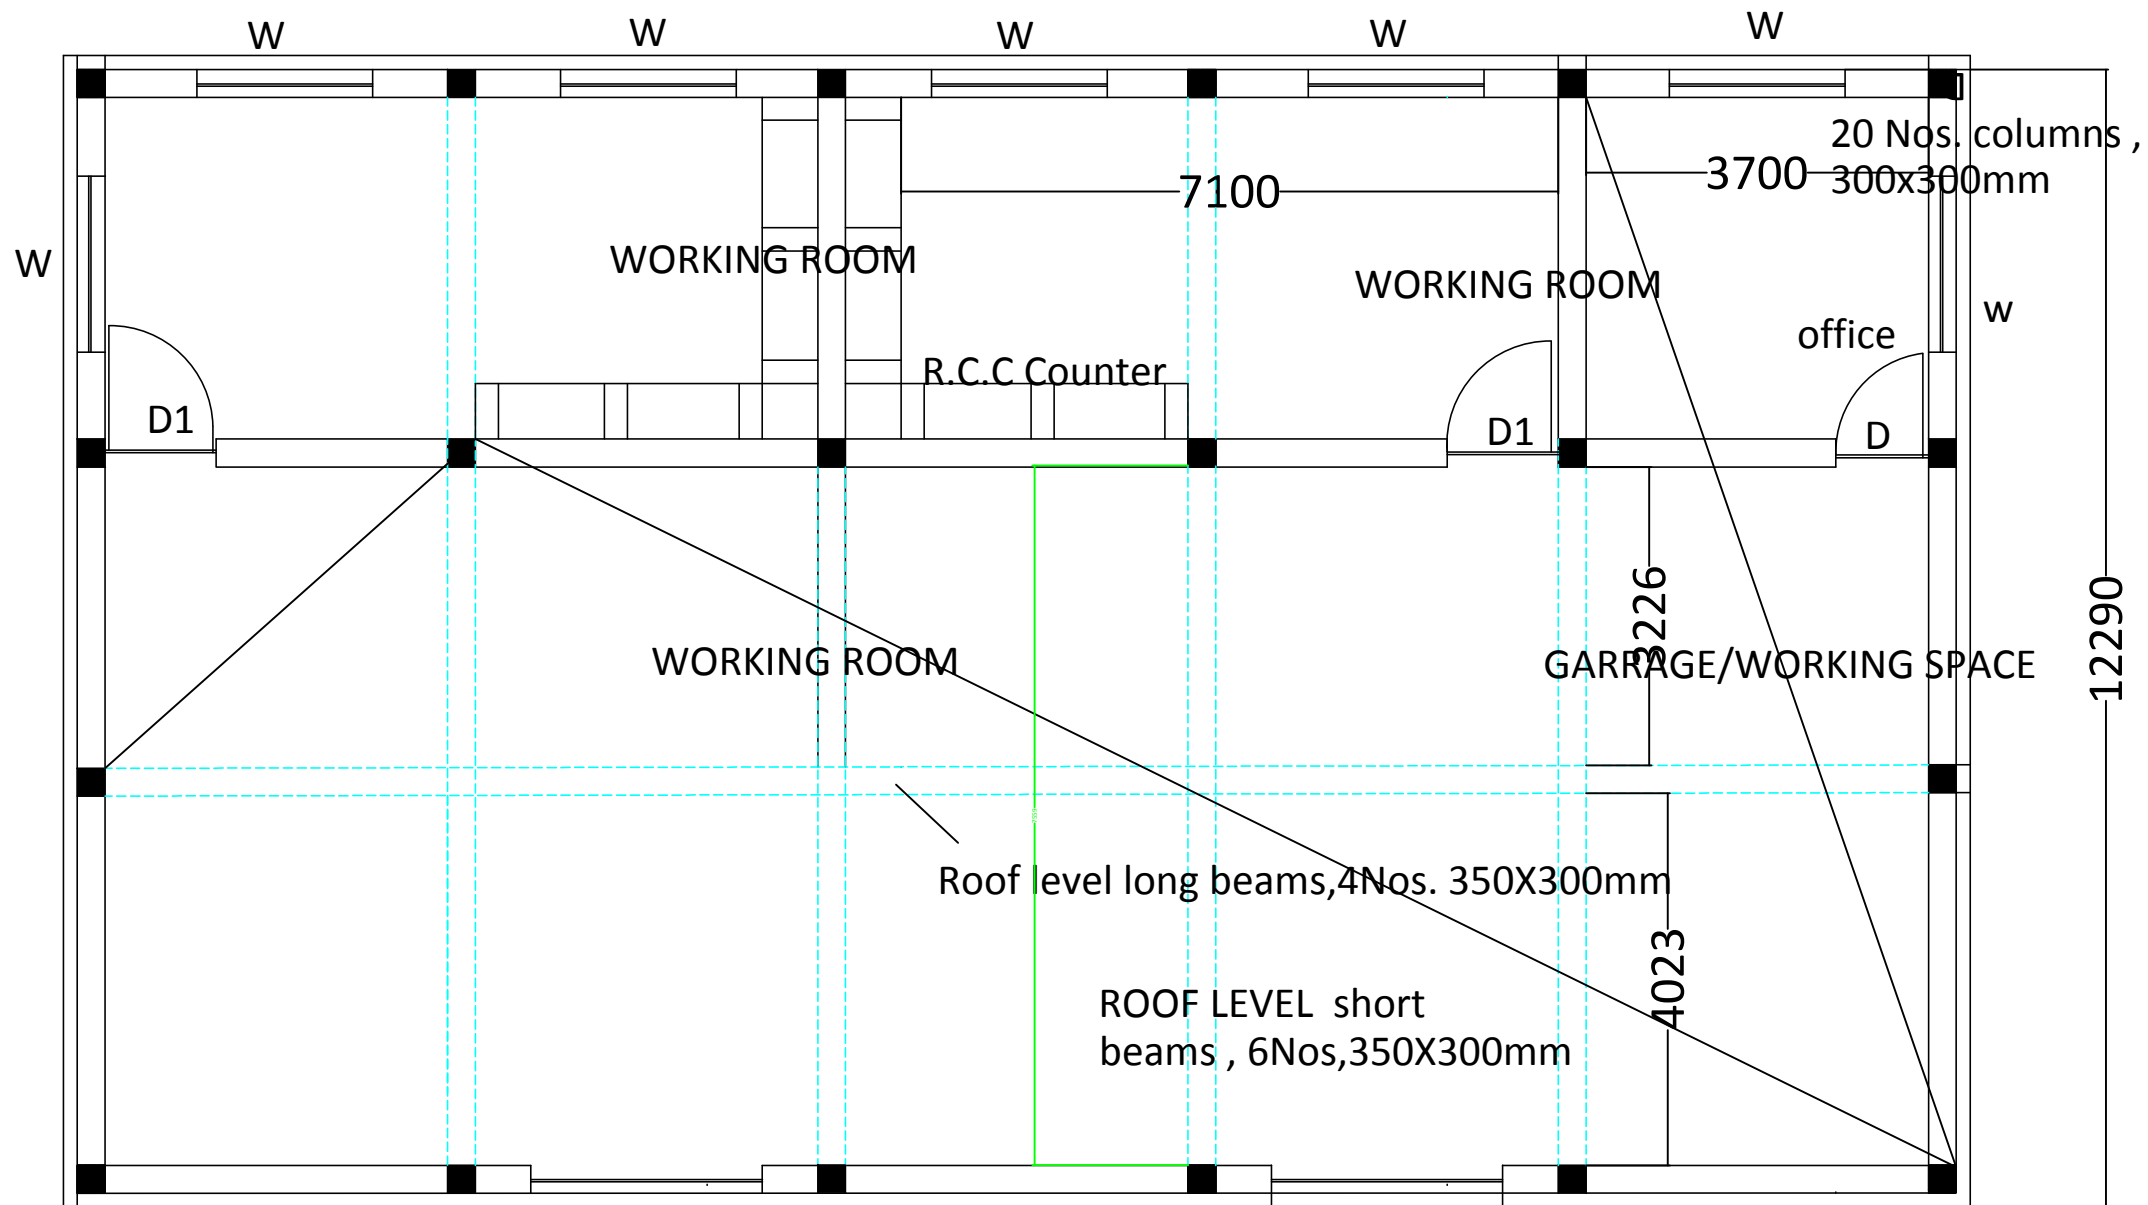 W
W
W
W
W
20 Nos. columns ,
300x300mm
3700
7100
W
WORKING ROOM
WORKING ROOM
w
office
R.C.C Counter
D1
D1
D
3226
12290
WORKING ROOM
GARRAGE/WORKING SPACE
Roof level long beams,4Nos. 350X300mm
4023
ROOF LEVEL  short
beams , 6Nos,350X300mm